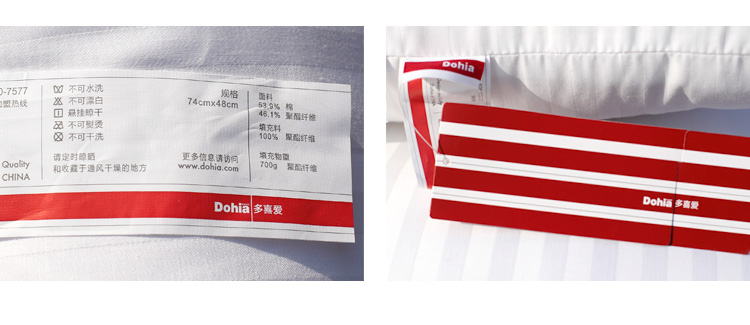 0-7577
加盟热线
Quality
CHINA
不可水洗
不可漂白
悬挂晾干
不可熨烫
不可干洗
请定时晾晒
和收藏于通风干燥的地方
规格
74cmx48cm
更多信息请访问
www.dohia.com
面料
53.9% 棉
46.1% 聚酯纤维
填充料
100% 聚酯纤维
填充物重
700g 聚酯纤维
Dohia 多喜爱
Dohia
Dohia 多喜爱